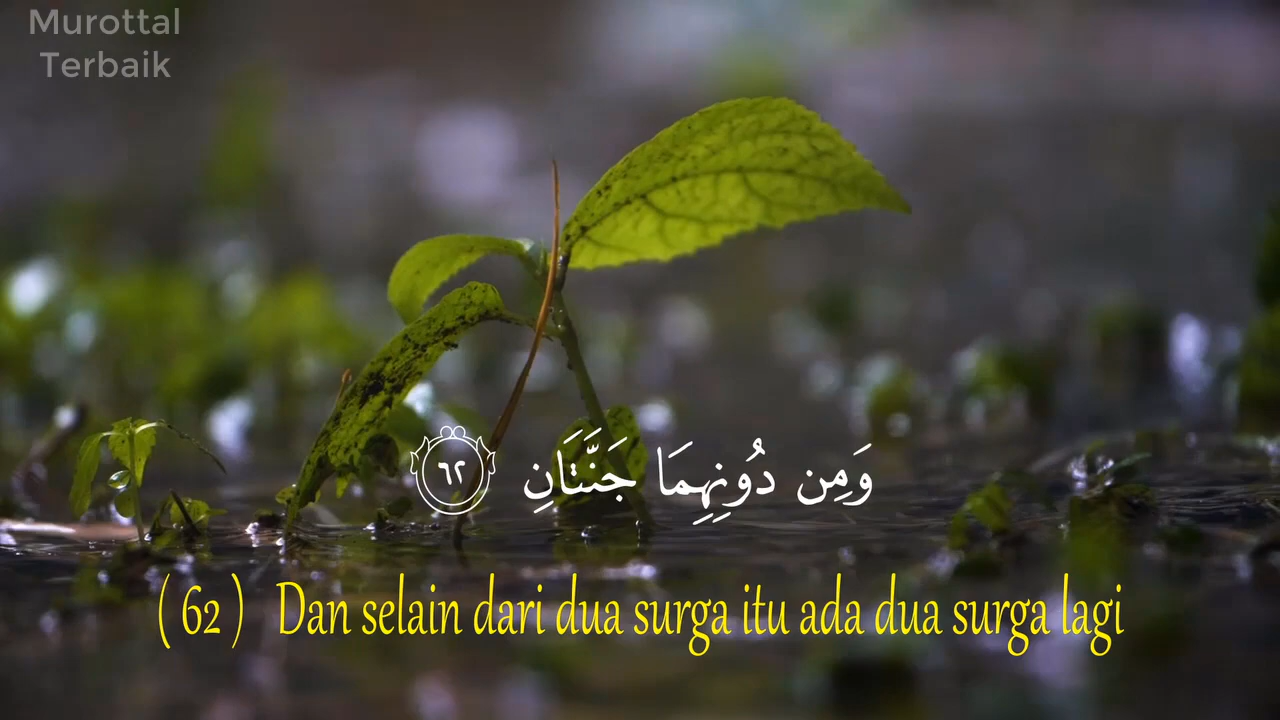 Murottal
Terbaik
وَمِن دُونِهِمَا جَنَّتَانِ ٦٢
( 62 ) Dan selain dari dua surga itu ada dua surga lagi